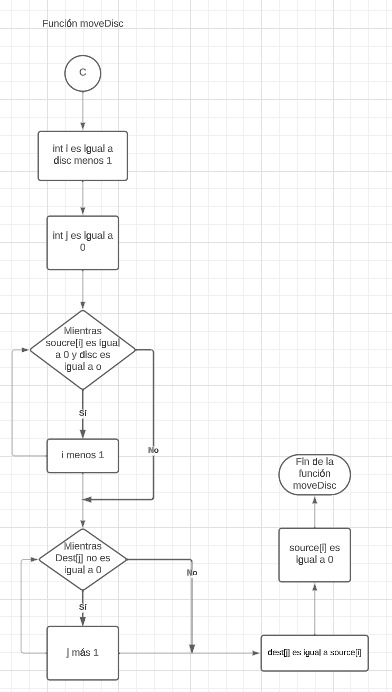 Función moveDisc
C
int i es igual a
disc menos 1
int j es igual a
0
Mientras
soucre[i] es igual
a 0 y disc es
igual a o
Sí
No
i menos 1
Mientras
Dest[j] no es
igual a 0
Sí
No
j más 1
dest[j] es igual a source[i]
source[i] es
igual a 0
Fin de la
función
moveDisc